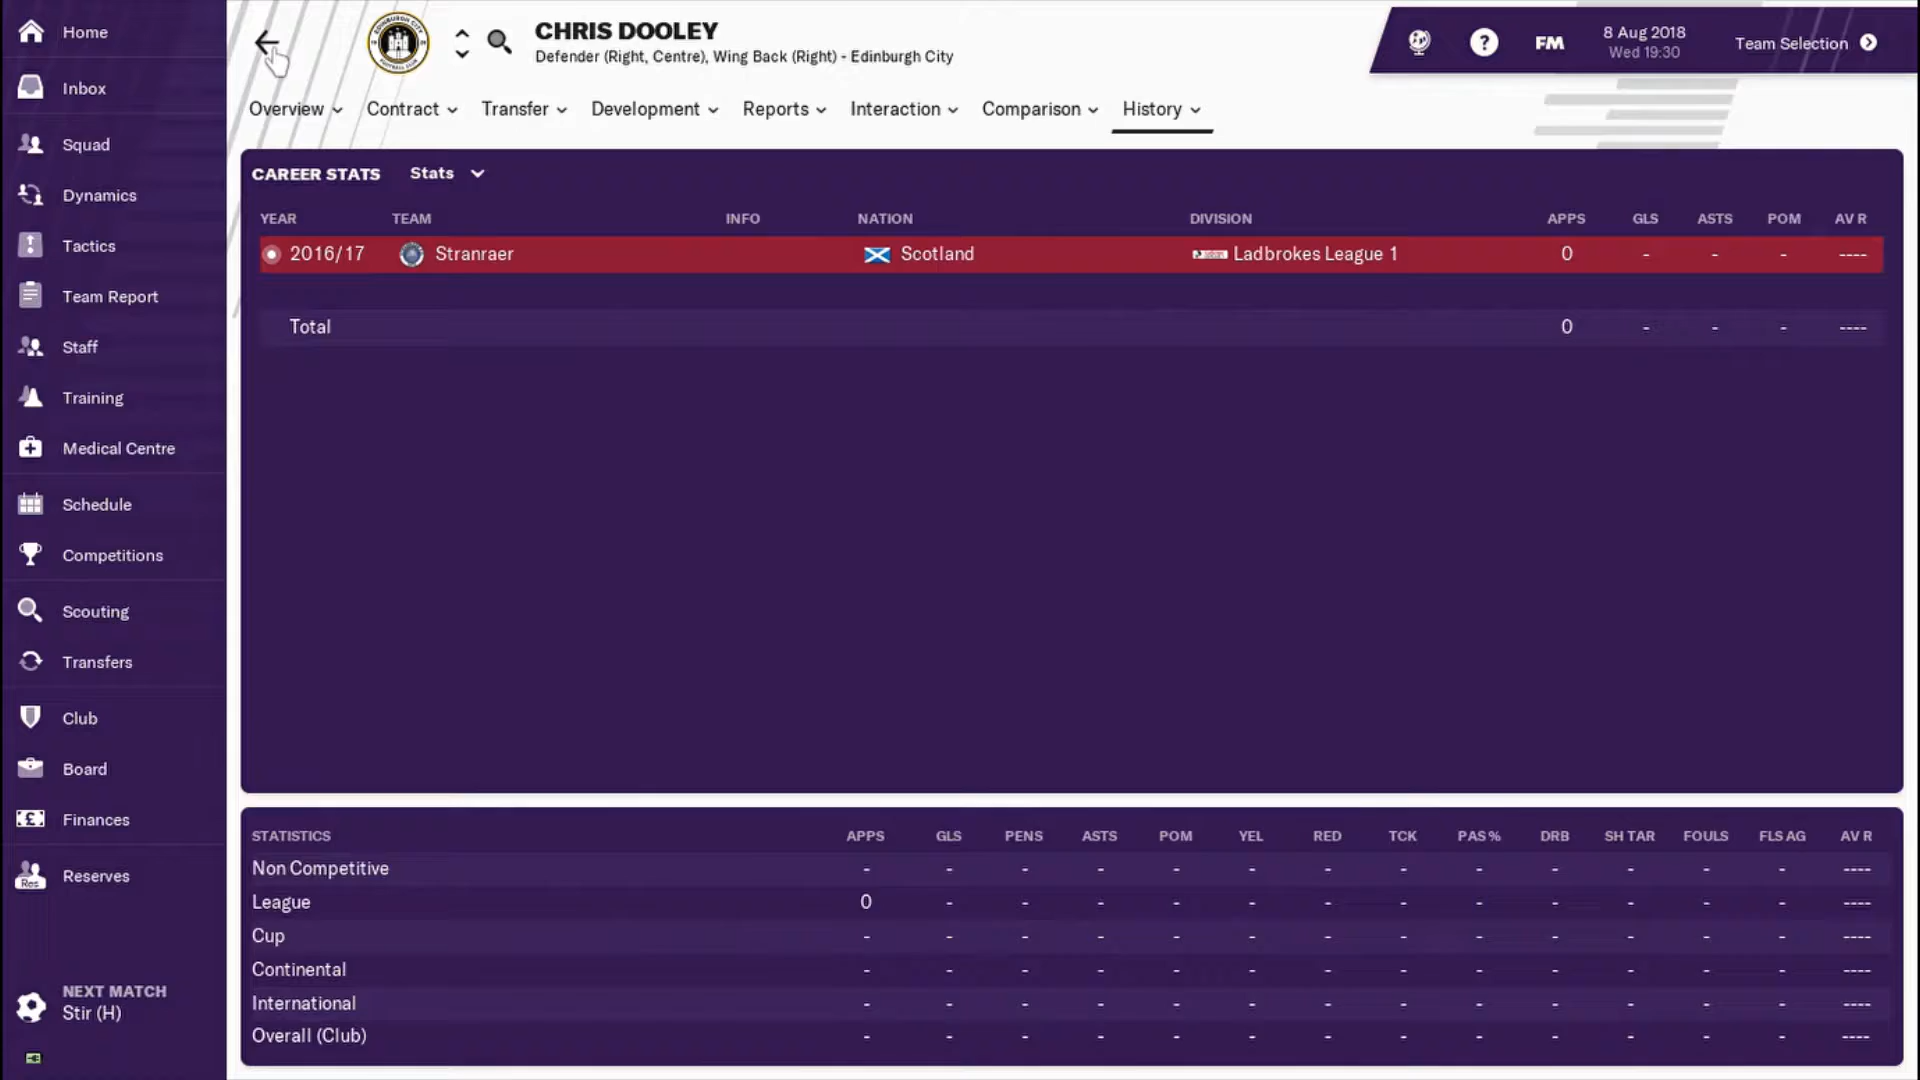 Home
Inbox
Squad
Dynamics
Tactics
Team Report
Staff
Training
Medical Centre
Schedule
Competitions
Scouting
Transfers
Club
Board
Finances
Res
Reserves
NEXT MATCH
Stir (H)
CHRIS DOOLEY
Defender (Right, Centre), Wing Back (Right) - Edinburgh City
? FM 8 Aug 2018 Team Selection
Wed 19:30
Overview Contract Transfer Development Reports Interaction Comparison History
CAREER STATS Stats
YEAR TEAM INFO NATION DIVISION APPS GLS ASTS POM AV R
2016/17 Stranraer Scotland Ladbrokes League 1 0 - - - ----
Total 0 - - - ----
STATISTICS APPS GLS PENS ASTS POM YEL RED TCK PAS % DRB SH TAR FOULS FLS AG AV R
Non Competitive - - - - - - - - - - - - - ----
League 0 - - - - - - - - - - - - ----
Cup - - - - - - - - - - - - - ----
Continental - - - - - - - - - - - - - ----
International - - - - - - - - - - - - - ----
Overall (Club) - - - - - - - - - - - - - ----